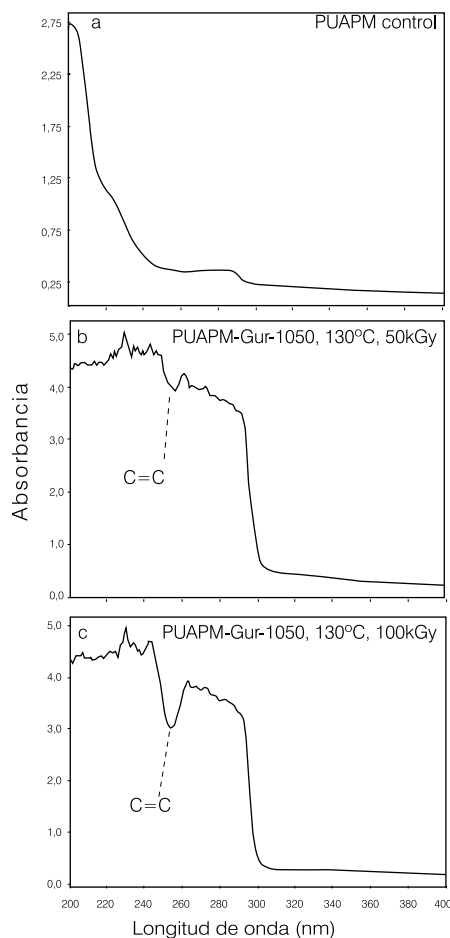 a
PUAPM control
2,75
2,25
1,75
1,25
0,75
0,25
b
PUAPM-Gur-1050, 130ºC, 50kGy
5,0
4,0
3,0
2,0
1,0
0,0
C=C
Absorbancia
c
PUAPM-Gur-1050, 130ºC, 100kGy
5,0
4,0
3,0
2,0
1,0
0,0
C=C
200 220 240 260 280 300 320 340 360 380 400
Longitud de onda (nm)